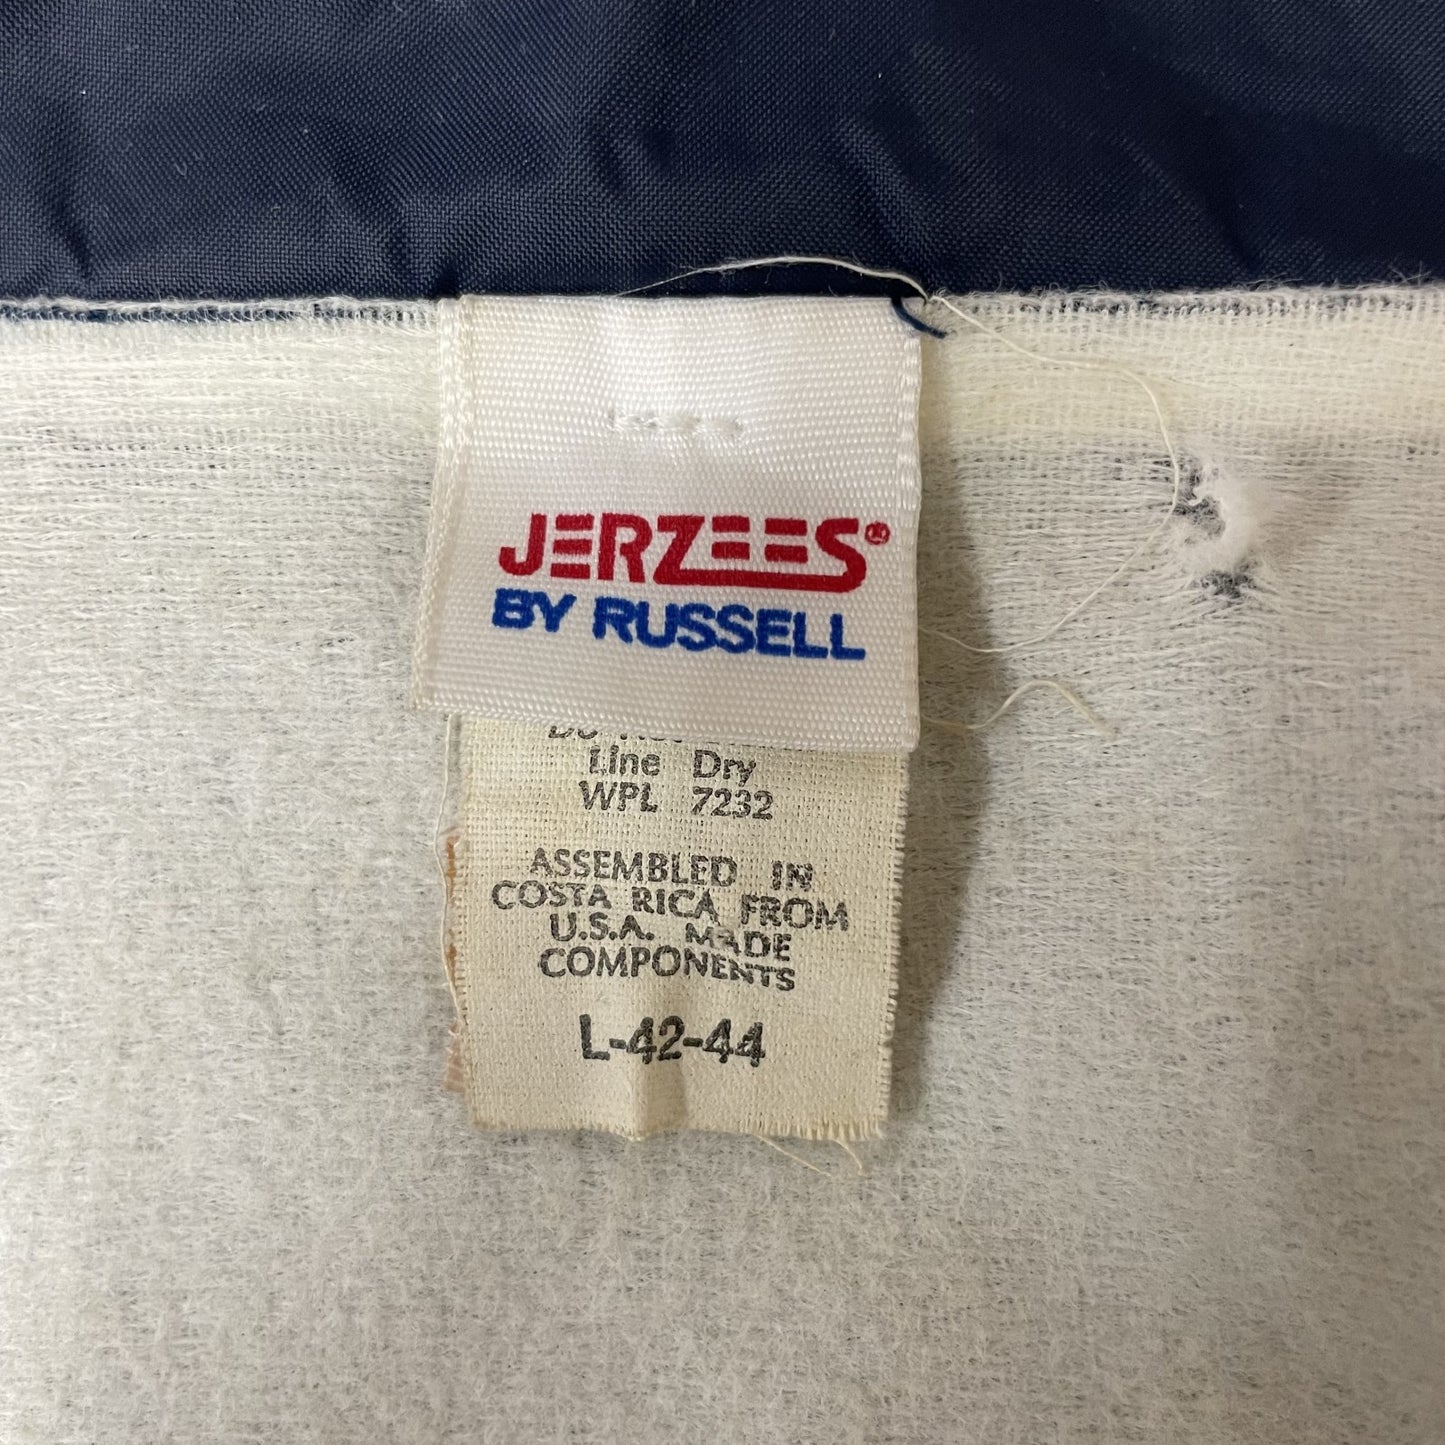 JERZEES®
BY RUSSELL
Line Dry
WPL 7232
ASSEMBLED IN
COSTA RICA FROM
U.S.A. MADE
COMPONENTS
L-42-44